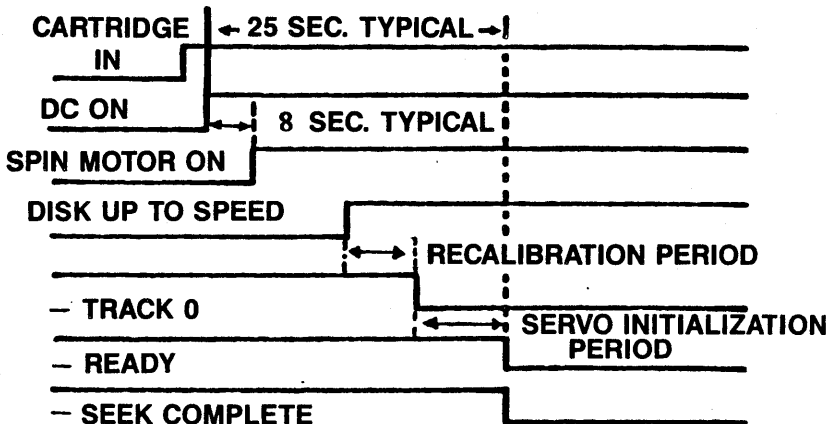 CARTRIDGE
IN
25 SEC. TYPICAL
DC ON
8 SEC. TYPICAL
SPIN MOTOR ON
DISK UP TO SPEED
RECALIBRATION PERIOD
– TRACK 0
SERVO INITIALIZATION
PERIOD
– READY
– SEEK COMPLETE